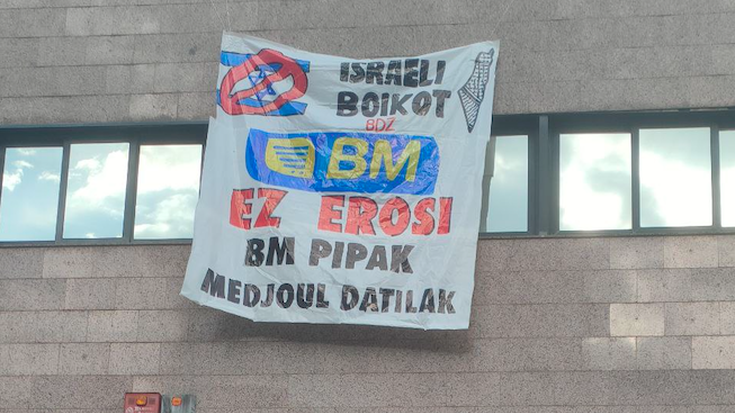 ISRAELI
BOIKOT
BDZ
BM
EZ EROSI
BM PIPAK
MEDJOUL DATILAK